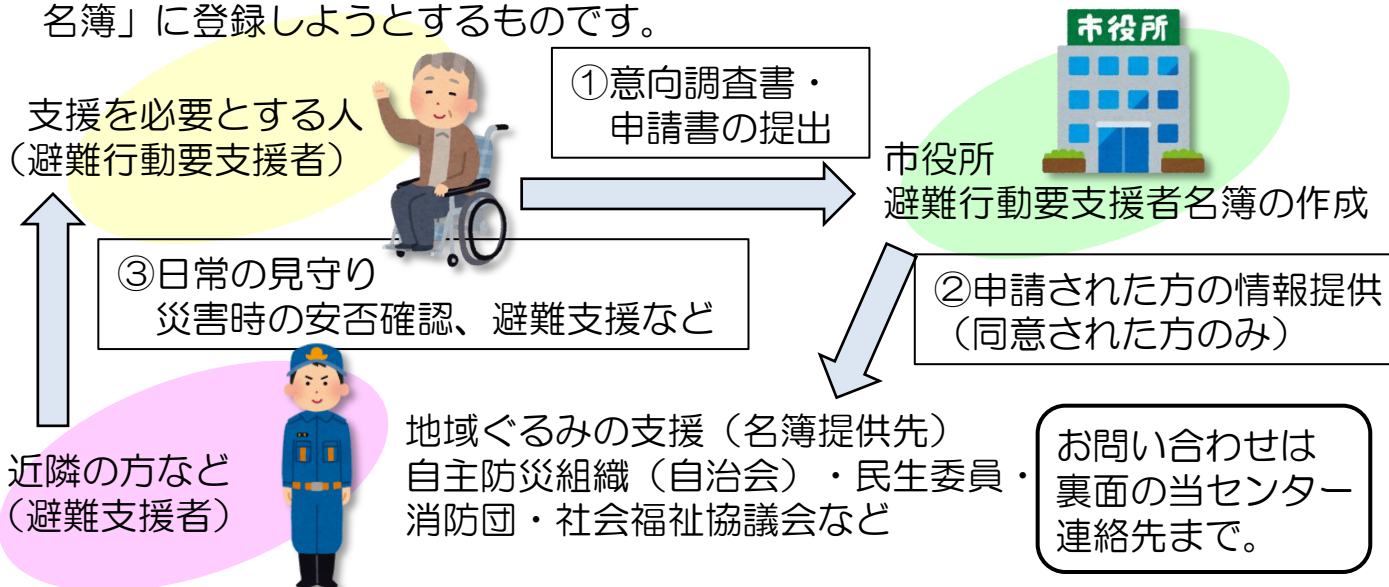 名簿」に登録しようとするものです。
市役所
支援を必要とする人
（避難行動要支援者）
①意向調査書・
申請書の提出
市役所
避難行動要支援者名簿の作成
③日常の見守り
災害時の安否確認、避難支援など
②申請された方の情報提供
（同意された方のみ）
近隣の方など
（避難支援者）
地域ぐるみの支援（名簿提供先）
自主防災組織（自治会）・民生委員・
消防団・社会福祉協議会など
お問い合わせは
裏面の当センター
連絡先まで。